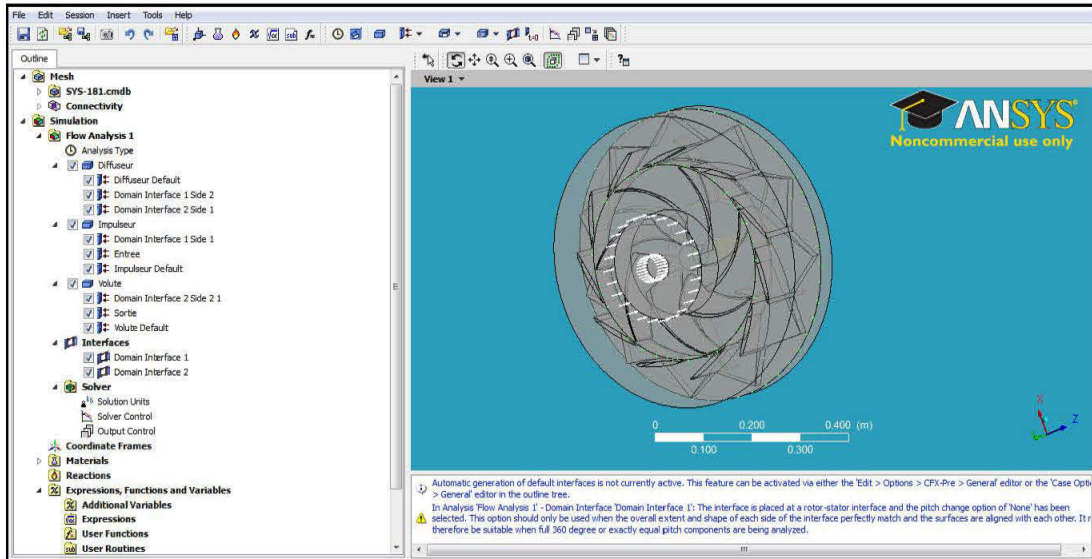 File Edit Session Insert Tools Help
Outline
Mesh
SYS-181.cmdb
Connectivity
Simulation
Flow Analysis 1
Analysis Type
Diffuseur
Diffuseur Default
Domain Interface 1 Side 2
Domain Interface 2 Side 1
Impulseur
Domain Interface 1 Side 1
Entree
Impulseur Default
Volute
Domain Interface 2 Side 2 1
Sortie
Volute Default
Interfaces
Domain Interface 1
Domain Interface 2
Solver
Solution Units
Solver Control
Output Control
Coordinate Frames
Materials
Reactions
Expressions, Functions and Variables
Additional Variables
Expressions
User Functions
User Routines
View 1
ANSYS
Noncommercial use only
0 0.200 0.400 (m)
0.100 0.300
X
Z
Automatic generation of default interfaces is not currently active. This feature can be activated via either the 'Edit > Options > CFX-Pre > General' editor or the 'Case Optio
> General' editor in the outline tree.
In Analysis 'Flow Analysis 1' - Domain Interface 'Domain Interface 1': The interface is placed at a rotor-stator interface and the pitch change option of 'None' has been
selected. This option should only be used when the overall extent and shape of each side of the interface perfectly match and the surfaces are aligned with each other. It
therefore be suitable when full 360 degree or exactly equal pitch components are being analyzed.